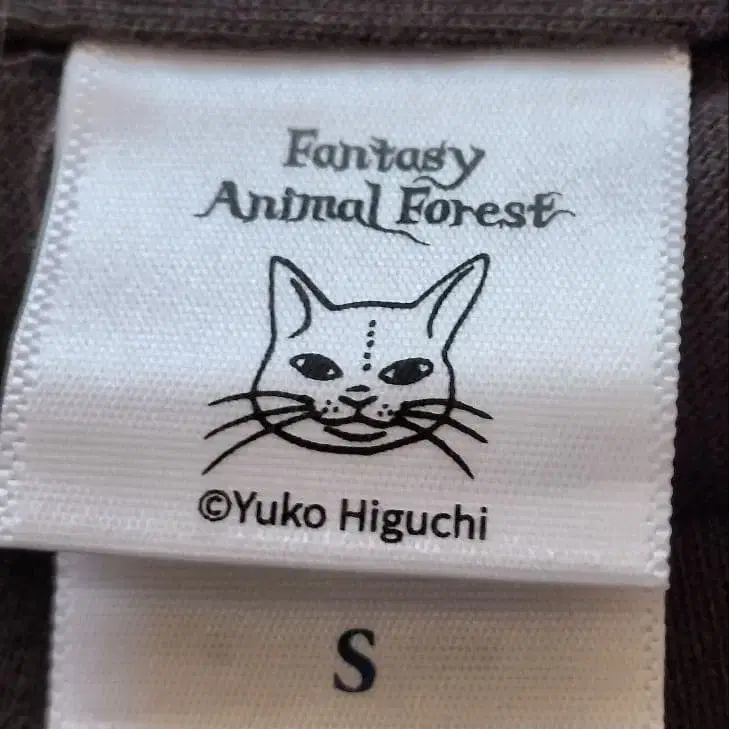 Fantasy
Animal Forest
©Yuko Higuchi
S